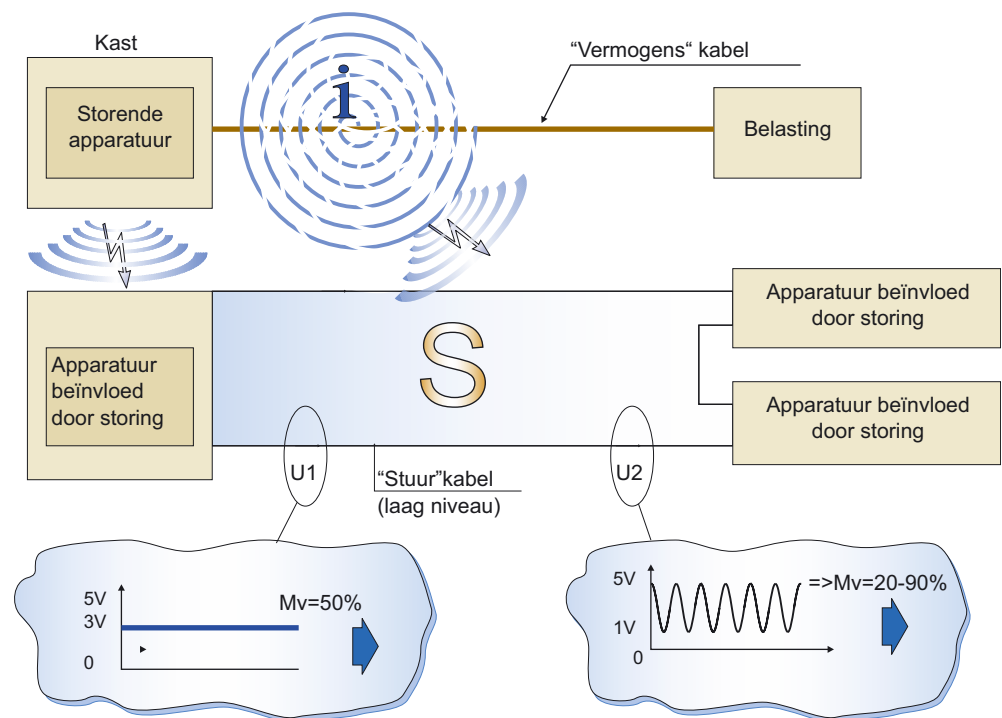 Kast
“Vermogens“ kabel
Storende
apparatuur
i
Belasting
Apparatuur beïnvloed
door storing
S
Apparatuur
beïnvloed
door storing
Apparatuur beïnvloed
door storing
U1
U2
“Stuur”kabel
(laag niveau)
5V
3V
0
Mv=50%
5V
1V
0
=>Mv=20-90%